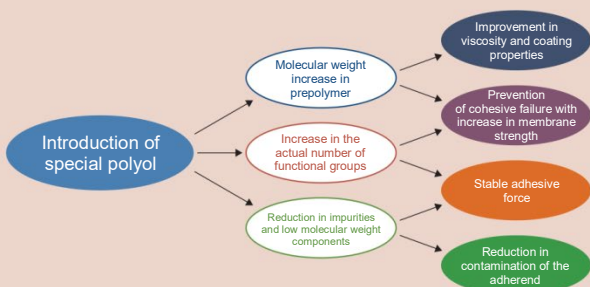 Introduction of
special polyol
Molecular weight
increase in
prepolymer
Increase in the
actual number of
functional groups
Reduction in impurities
and low molecular weight
components
Improvement in
viscosity and coating
properties
Prevention
of cohesive failure with
increase in membrane
strength
Stable adhesive
force
Reduction in
contamination of the
adherend